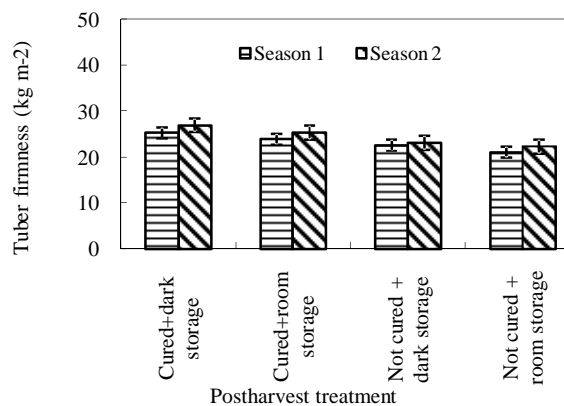 50
40
30
20
10
0
Tuber firmness (kg m-2)
Season 1
Season 2
Cured+dark
storage
Cured+room
storage
Not cured +
dark storage
Not cured +
room storage
Postharvest treatment